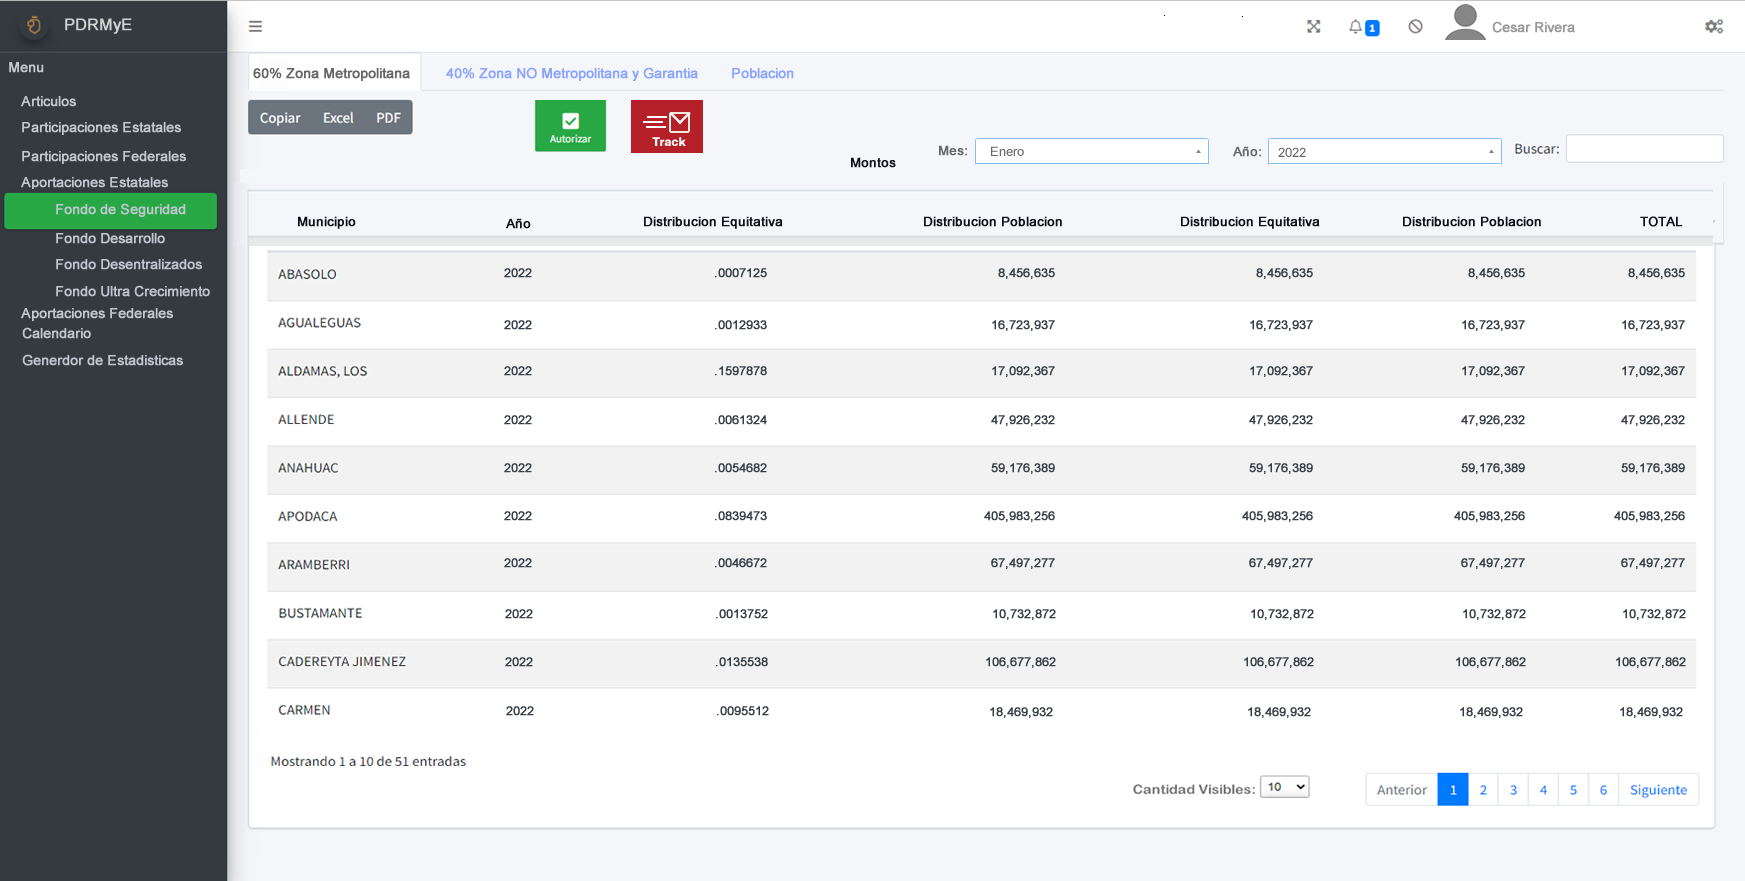 PDRMyE
1
Cesar Rivera
Menu
Articulos
Participaciones Estatales
Participaciones Federales
Aportaciones Estatales
Fondo de Seguridad
Fondo Desarrollo
Fondo Desentralizados
Fondo Ultra Crecimiento
Aportaciones Federales
Calendario
Generdor de Estadisticas
60% Zona Metropolitana 40% Zona NO Metropolitana y Garantia Poblacion
Copiar Excel PDF
Autorizar
Track
Montos Mes: Enero Año: 2022 Buscar:
Municipio Año Distribucion Equitativa Distribucion Poblacion Distribucion Equitativa Distribucion Poblacion TOTAL
ABASOLO 2022 .0007125 8,456,635 8,456,635 8,456,635 8,456,635
AGUALEGUAS 2022 .0012933 16,723,937 16,723,937 16,723,937 16,723,937
ALDAMAS, LOS 2022 .1597878 17,092,367 17,092,367 17,092,367 17,092,367
ALLENDE 2022 .0061324 47,926,232 47,926,232 47,926,232 47,926,232
ANAHUAC 2022 .0054682 59,176,389 59,176,389 59,176,389 59,176,389
APODACA 2022 .0839473 405,983,256 405,983,256 405,983,256 405,983,256
ARAMBERRI 2022 .0046672 67,497,277 67,497,277 67,497,277 67,497,277
BUSTAMANTE 2022 .0013752 10,732,872 10,732,872 10,732,872 10,732,872
CADEREYTA JIMENEZ 2022 .0135538 106,677,862 106,677,862 106,677,862 106,677,862
CARMEN 2022 .0095512 18,469,932 18,469,932 18,469,932 18,469,932
Mostrando 1 a 10 de 51 entradas
Cantidad Visibles: 10 Anterior 1 2 3 4 5 6 Siguiente